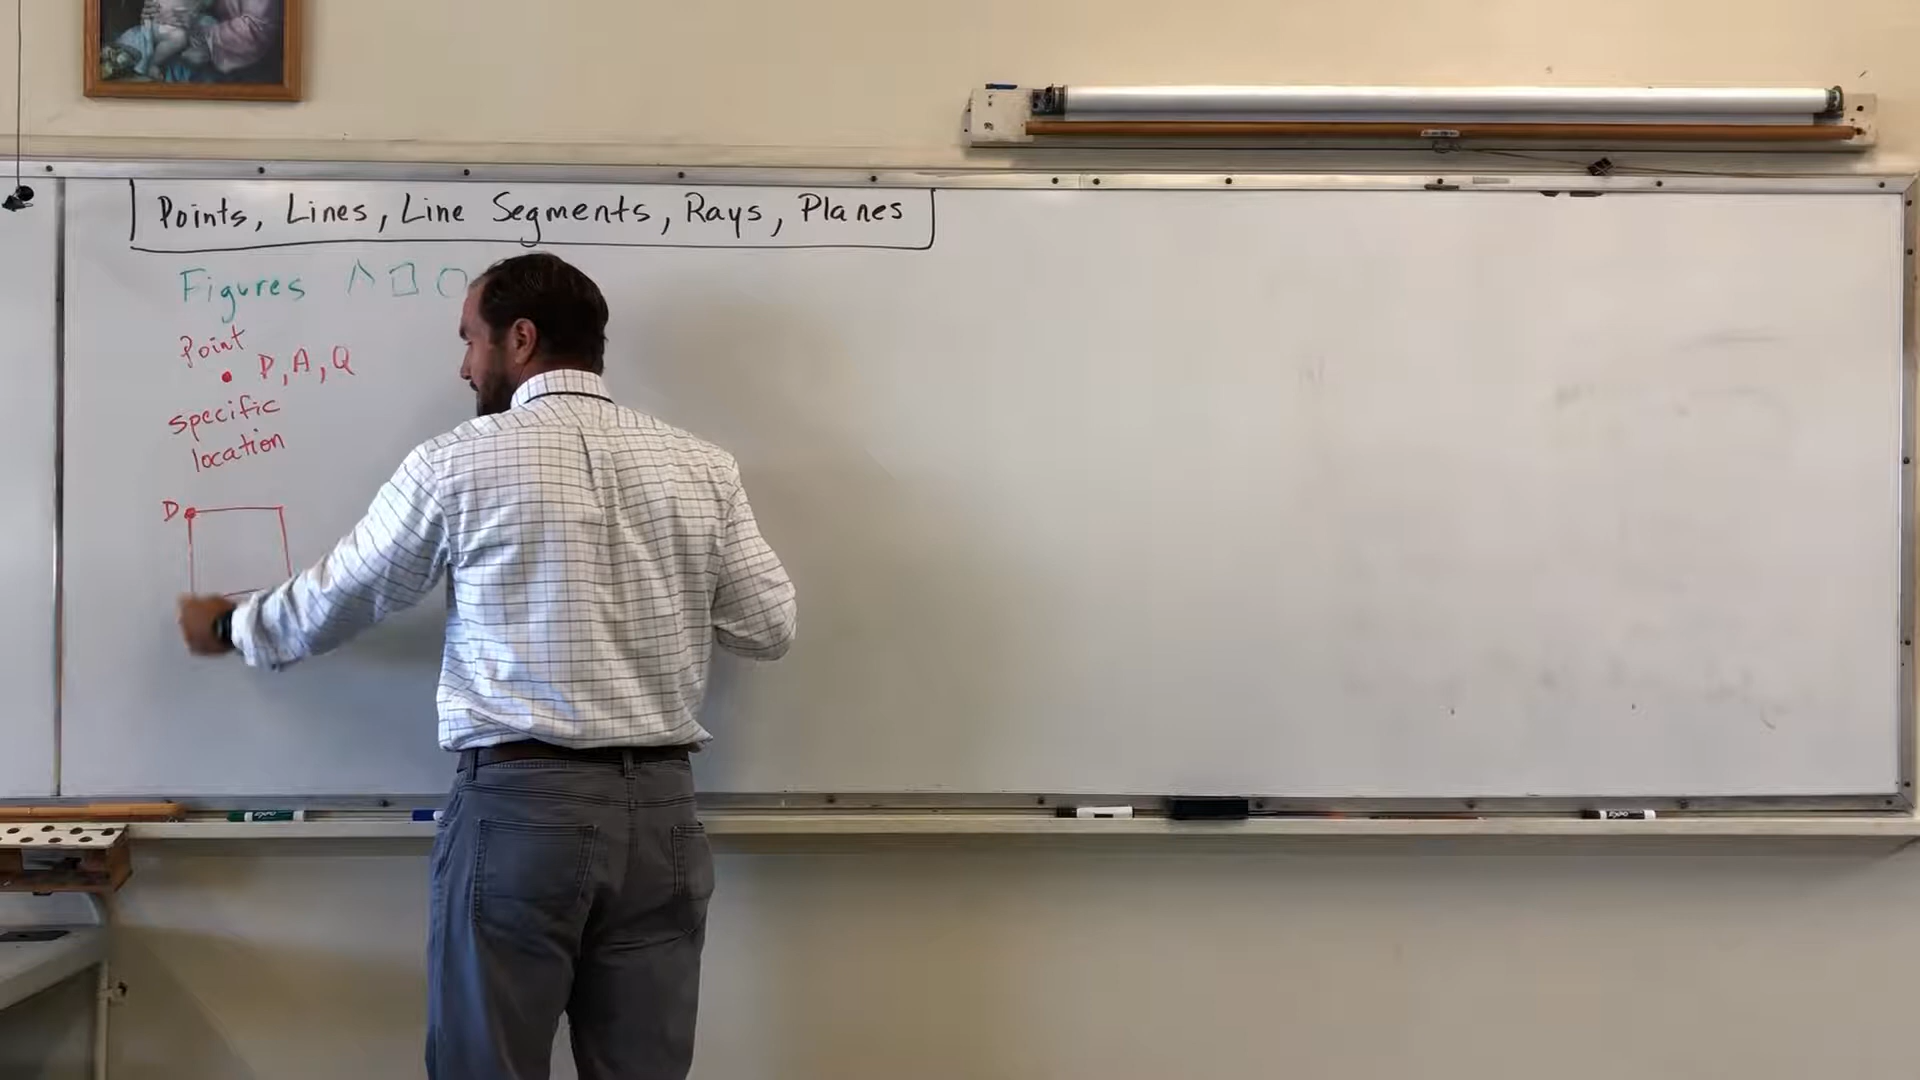 Points, Lines, Line Segments, Rays, Planes
Figures
Point
P, A, Q
specific
location
D